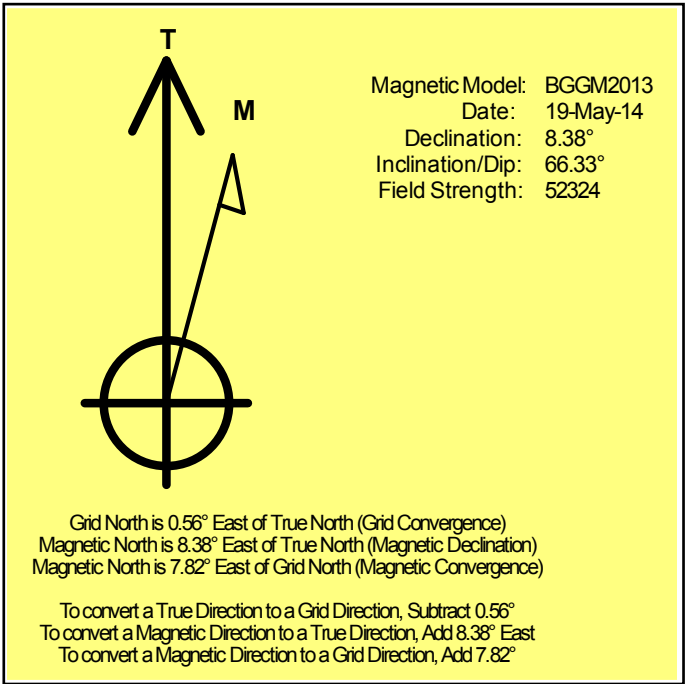 T
M
Magnetic Model: BGGM2013
Date: 19-May-14
Declination: 8.38°
Inclination/Dip: 66.33°
Field Strength: 52324
Grid North is 0.56° East of True North (Grid Convergence)
Magnetic North is 8.38° East of True North (Magnetic Declination)
Magnetic North is 7.82° East of Grid North (Magnetic Convergence)
To convert a True Direction to a Grid Direction, Subtract 0.56°
To convert a Magnetic Direction to a True Direction, Add 8.38° East
To convert a Magnetic Direction to a Grid Direction, Add 7.82°